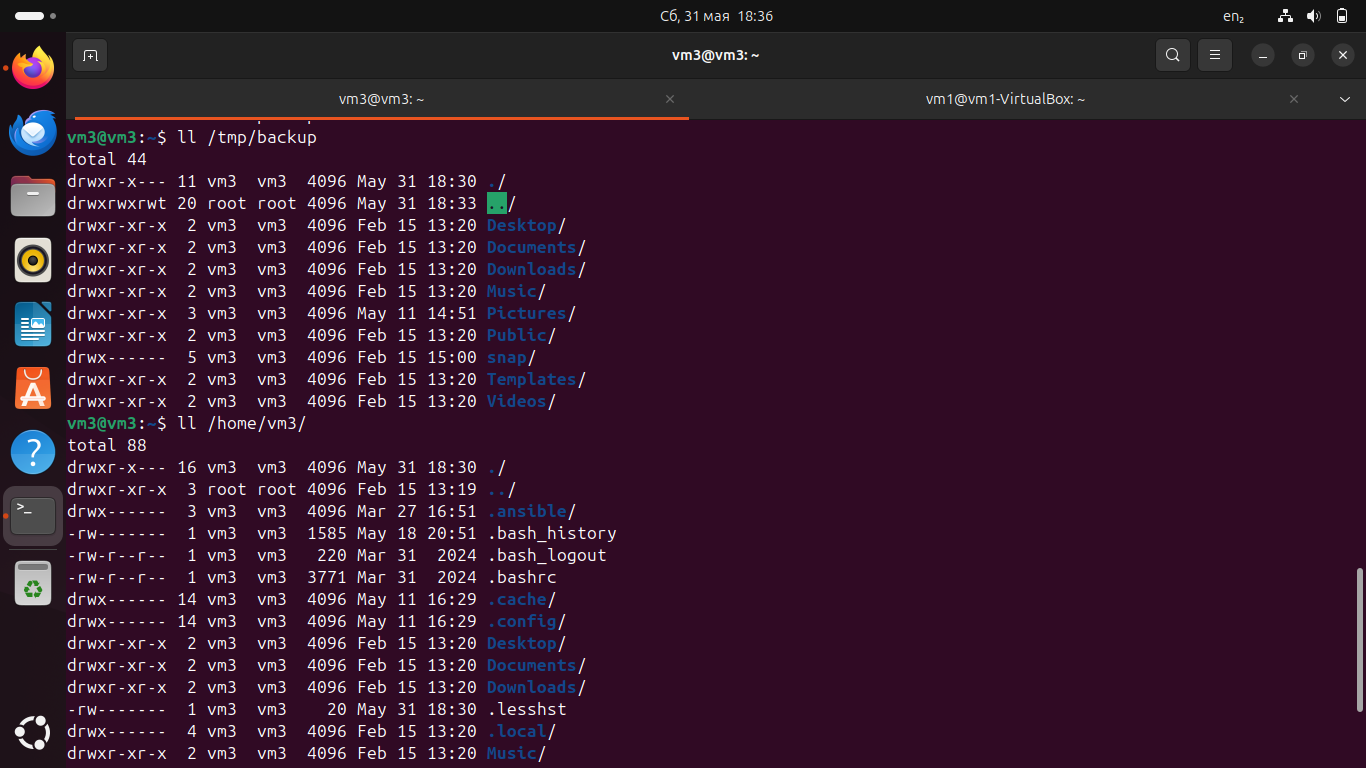 Сб, 31 мая 18:36
en₂
vm3@vm3: ~
vm3@vm3: ~
vm1@vm1-VirtualBox: ~
vm3@vm3:~$ ll /tmp/backup
total 44
drwxr-x--- 11 vm3  vm3  4096 May 31 18:30 ./
drwxrwxrwt 20 root root 4096 May 31 18:33 ../
drwxr-xr-x  2 vm3  vm3  4096 Feb 15 13:20 Desktop/
drwxr-xr-x  2 vm3  vm3  4096 Feb 15 13:20 Documents/
drwxr-xr-x  2 vm3  vm3  4096 Feb 15 13:20 Downloads/
drwxr-xr-x  2 vm3  vm3  4096 Feb 15 13:20 Music/
drwxr-xr-x  3 vm3  vm3  4096 May 11 14:51 Pictures/
drwxr-xr-x  2 vm3  vm3  4096 Feb 15 13:20 Public/
drwx------  5 vm3  vm3  4096 Feb 15 15:00 snap/
drwxr-xr-x  2 vm3  vm3  4096 Feb 15 13:20 Templates/
drwxr-xr-x  2 vm3  vm3  4096 Feb 15 13:20 Videos/
vm3@vm3:~$ ll /home/vm3/
total 88
drwxr-x--- 16 vm3  vm3  4096 May 31 18:30 ./
drwxr-xr-x  3 root root 4096 Feb 15 13:19 ../
drwx------  3 vm3  vm3  4096 Mar 27 16:51 .ansible/
-rw-------  1 vm3  vm3  1585 May 18 20:51 .bash_history
-rw-r--r--  1 vm3  vm3   220 Mar 31  2024 .bash_logout
-rw-r--r--  1 vm3  vm3  3771 Mar 31  2024 .bashrc
drwx------ 14 vm3  vm3  4096 May 11 16:29 .cache/
drwx------ 14 vm3  vm3  4096 May 11 16:29 .config/
drwxr-xr-x  2 vm3  vm3  4096 Feb 15 13:20 Desktop/
drwxr-xr-x  2 vm3  vm3  4096 Feb 15 13:20 Documents/
drwxr-xr-x  2 vm3  vm3  4096 Feb 15 13:20 Downloads/
-rw-------  1 vm3  vm3    20 May 31 18:30 .lesshst
drwx------  4 vm3  vm3  4096 Feb 15 13:20 .local/
drwxr-xr-x  2 vm3  vm3  4096 Feb 15 13:20 Music/